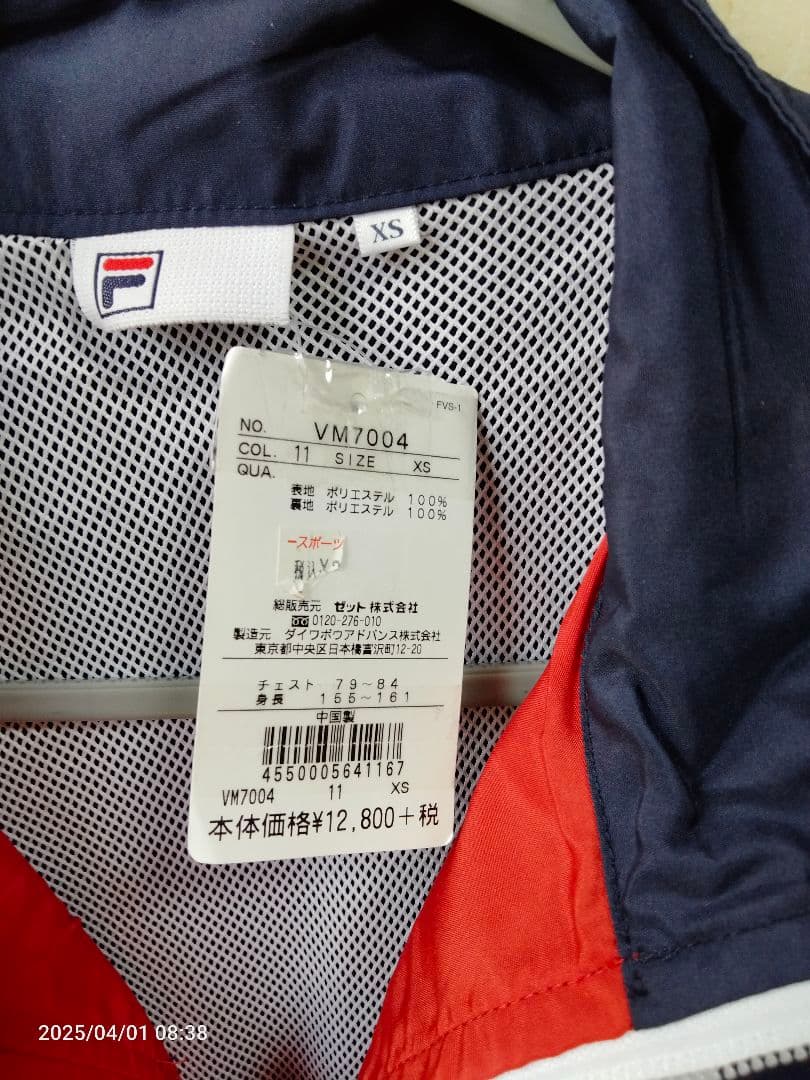 XS
F
FVS-1
NO. VM7004
COL. 11 SIZE XS
QUA.
表地 ポリエステル 100%
裏地 ポリエステル 100%
ースポーツ
税込¥
総販売元 ゼット株式会社
0120-276-010
製造元 ダイワボウアドバンス株式会社
東京都中央区日本橋富沢町12-20
チェスト 79~84
身長 155~161
中国製
4550005641167
VM7004 11 XS
本体価格¥12,800+税
2025/04/01 08:38